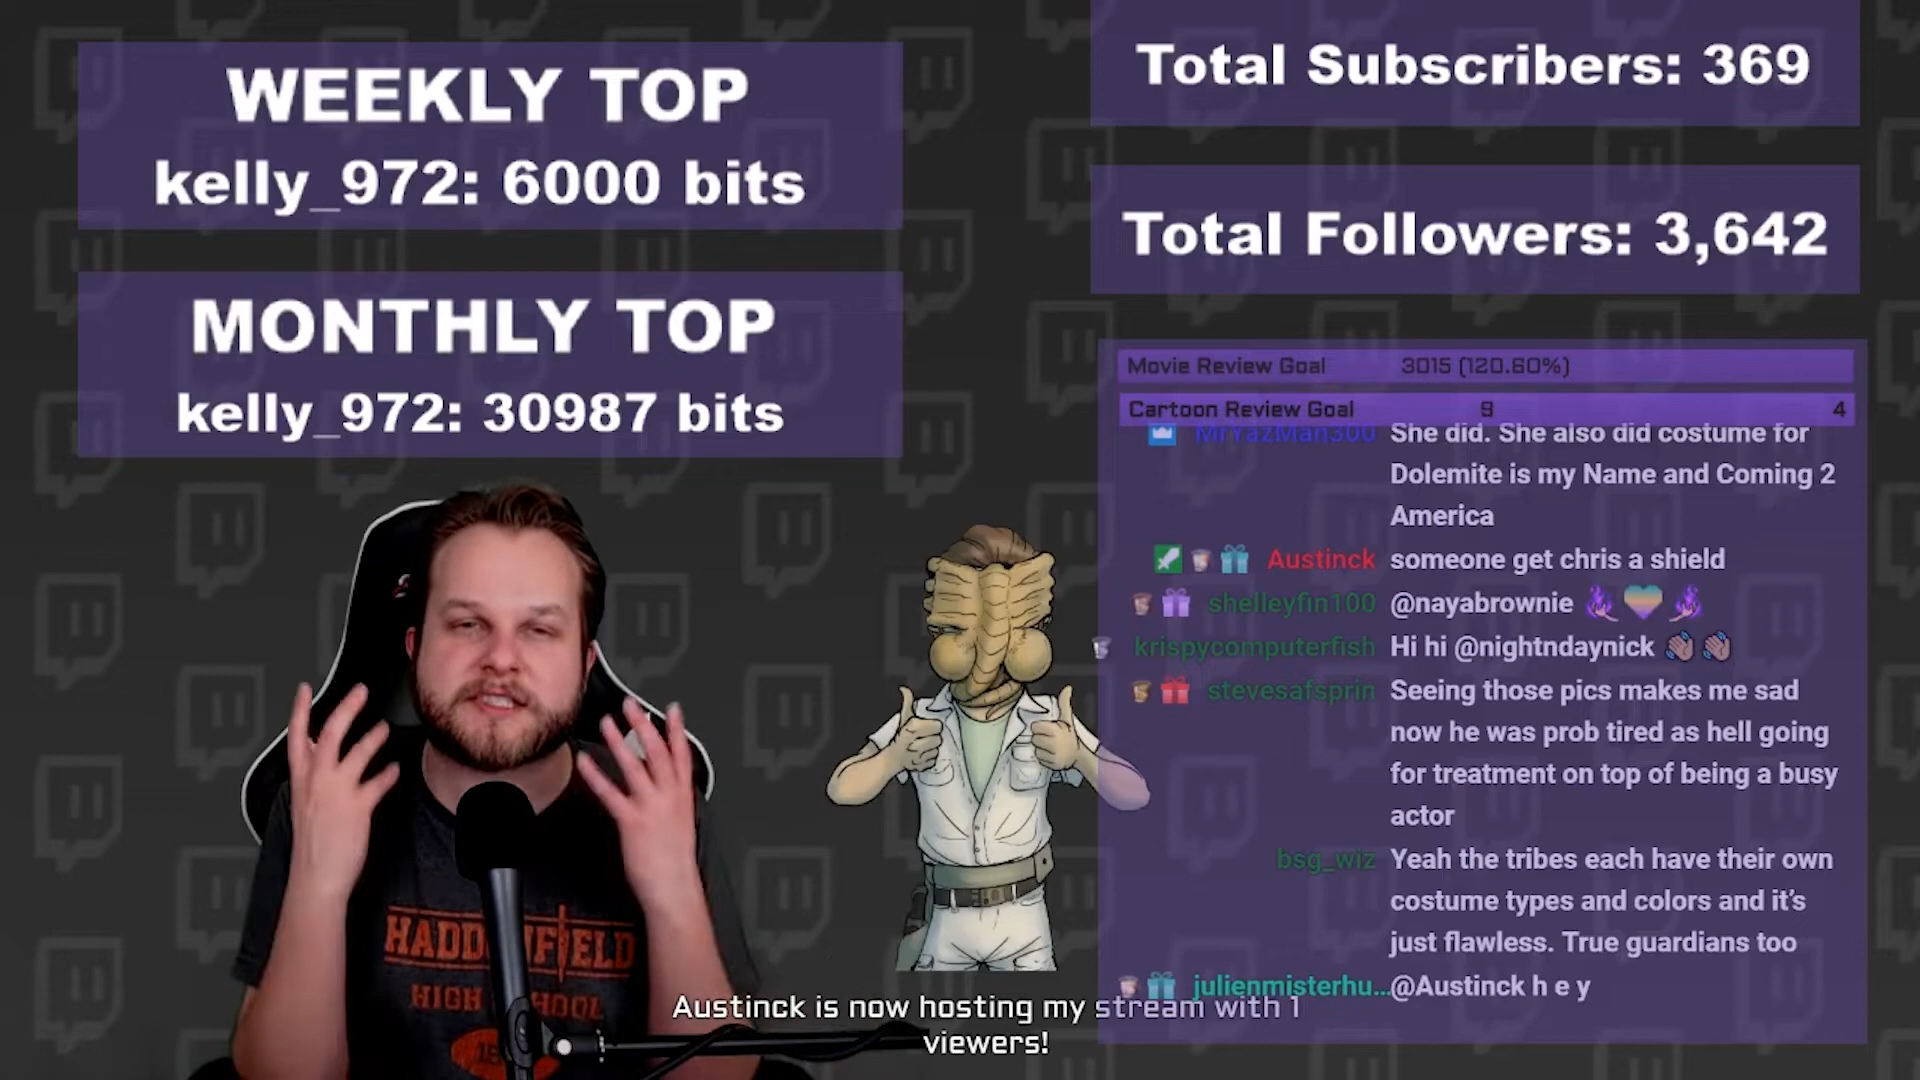 WEEKLY TOP
kelly_972: 6000 bits
MONTHLY TOP
kelly_972: 30987 bits
Total Subscribers: 369
Total Followers: 3,642
Movie Review Goal 3015 (120.60%)
Cartoon Review Goal 9 4
MrYazMan300 She did. She also did costume for
Dolemite is my Name and Coming 2
America
Austinck someone get chris a shield
shelleyfin100 @nayabrownie
krispycomputerfish Hi hi @nightndaynick
stevesafsprin Seeing those pics makes me sad
now he was prob tired as hell going
for treatment on top of being a busy
actor
bsg_wiz Yeah the tribes each have their own
costume types and colors and it's
just flawless. True guardians too
julienmisterhu... @Austinck h e y
HADDONFIELD
HIGH SCHOOL
Austinck is now hosting my stream with 1
viewers!